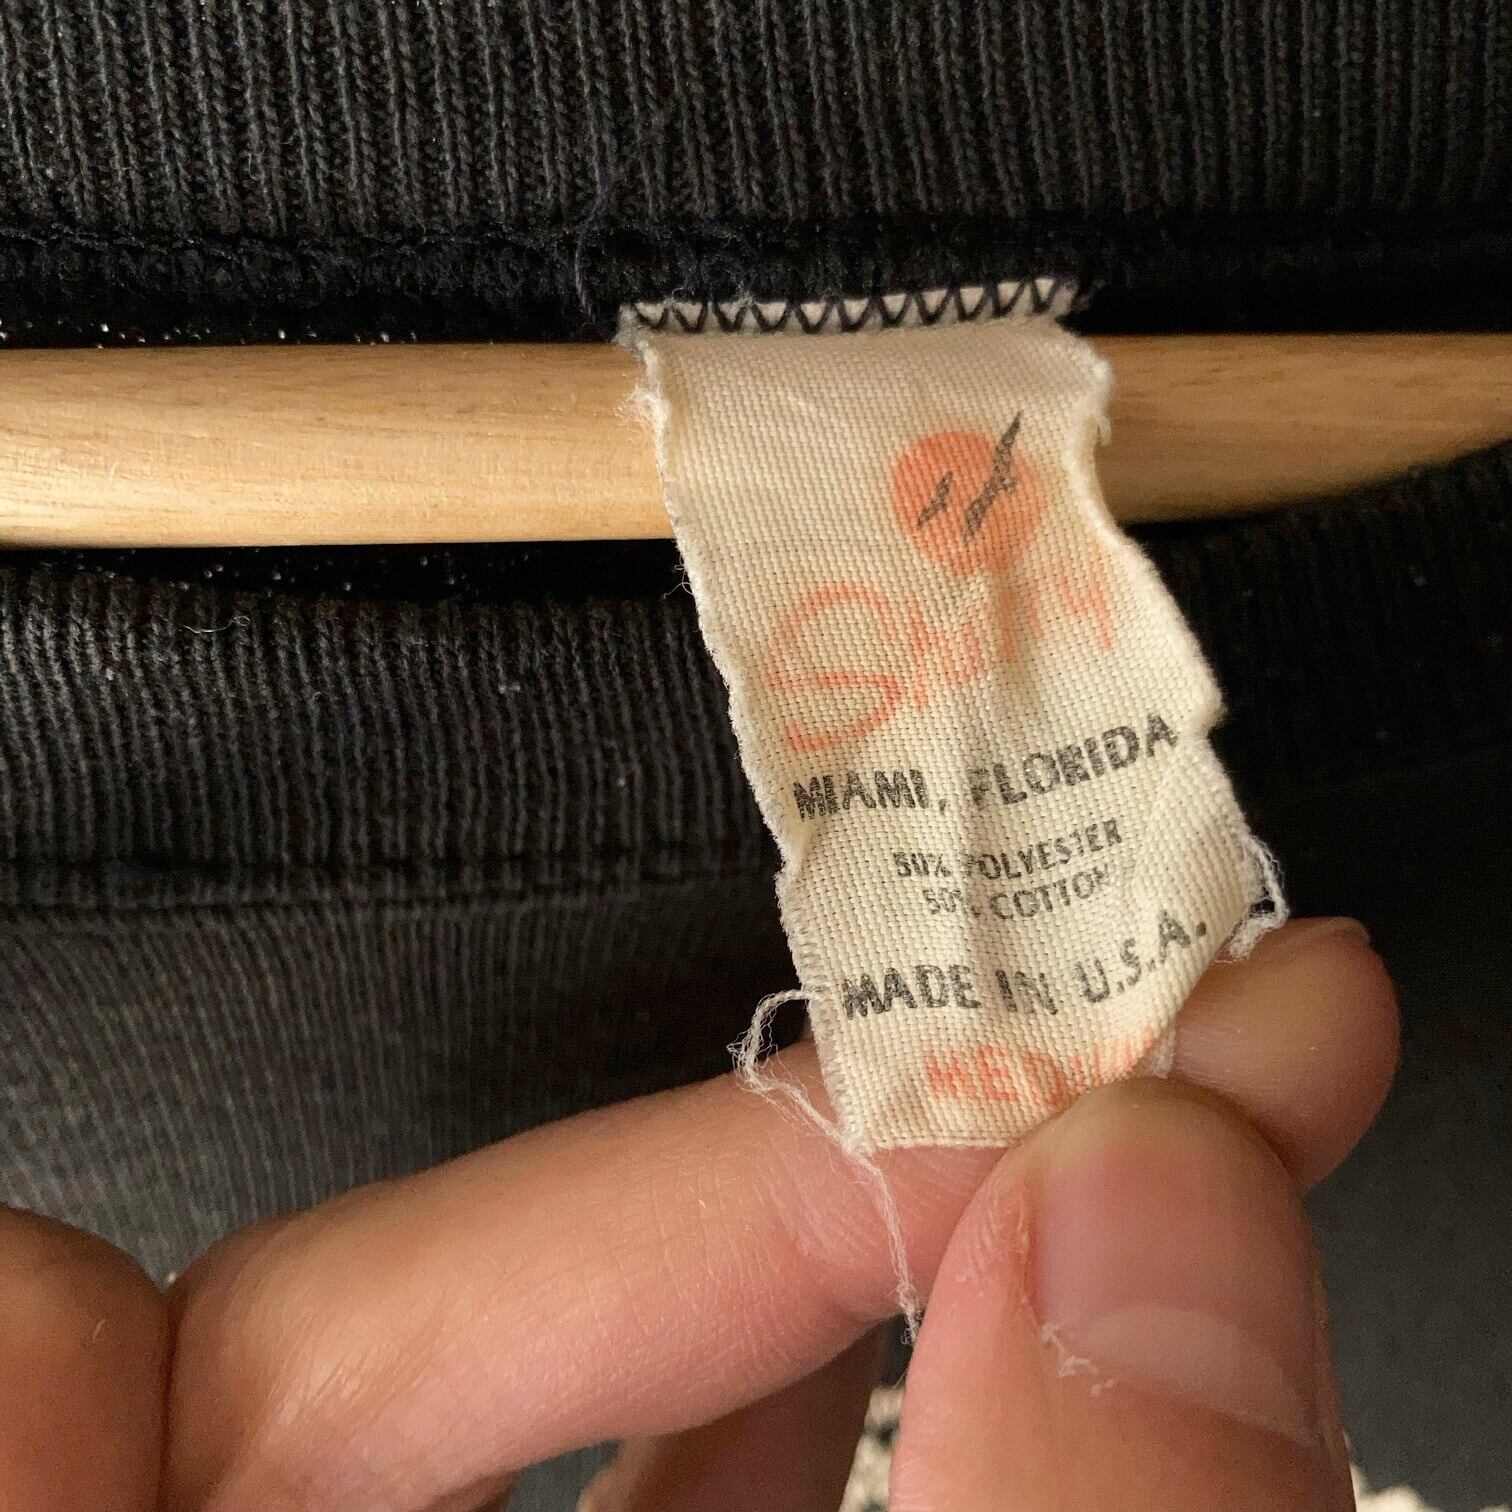 MIAMI, FLORIDA
50% POLYESTER
50% COTTON
MADE IN U.S.A.